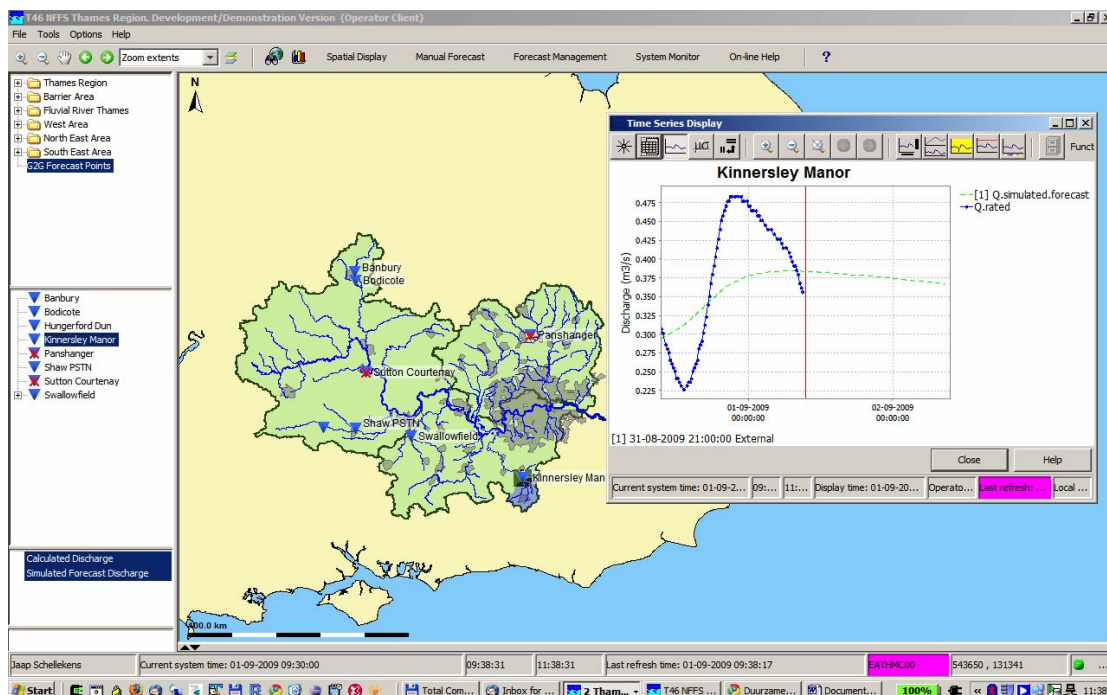 T46 NFFS Thames Region. Development/Demonstration Version (Operator Client)
File Tools Options Help
Zoom extents
Spatial Display Manual Forecast Forecast Management System Monitor On-line Help ?
Thames Region
Barrier Area
Fluvial River Thames
West Area
North East Area
South East Area
G2G Forecast Points
Banbury
Bodicote
Hungerford Dun
Kinnersley Manor
Panshanger
Shaw PSTN
Sutton Courtenay
Swallowfield
Calculated Discharge
Simulated Forecast Discharge
N
Banbury
Bodicote
Panshanger
Sutton Courtenay
Shaw PSTN
Swallowfield
Kinnersley Man
400.0 km
Time Series Display
μσ
Funct
Kinnersley Manor
[1] Q.simulated.forecast
Q.rated
Discharge (m3/s)
0.475
0.450
0.425
0.400
0.375
0.350
0.325
0.300
0.275
0.250
0.225
01-09-2009 02-09-2009
00:00:00 00:00:00
[1] 31-08-2009 21:00:00 External
Close Help
Current system time: 01-09-2... 09:... 11:... Display time: 01-09-20... Operato... Last refresh: ... Local ...
Jaap Schellekens Current system time: 01-09-2009 09:30:00 09:38:31 11:38:31 Last refresh time: 01-09-2009 09:38:17 EATHMC00 543650 , 131341 ...
Start Total Com... Inbox for ... 2 Tham... T46 NFFS ... Duurzame... Document... 100% 11:38